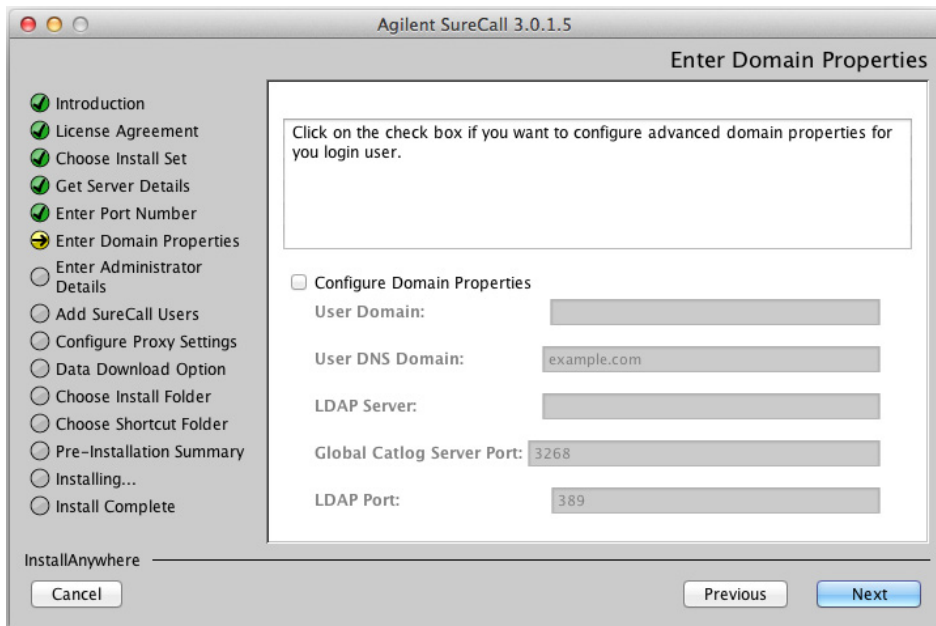 Agilent SureCall 3.0.1.5
Enter Domain Properties
Introduction
License Agreement
Choose Install Set
Get Server Details
Enter Port Number
Enter Domain Properties
Enter Administrator
Details
Add SureCall Users
Configure Proxy Settings
Data Download Option
Choose Install Folder
Choose Shortcut Folder
Pre-Installation Summary
Installing...
Install Complete
Click on the check box if you want to configure advanced domain properties for
you login user.
Configure Domain Properties
User Domain:
User DNS Domain: example.com
LDAP Server:
Global Catlog Server Port: 3268
LDAP Port: 389
InstallAnywhere
Cancel Previous Next